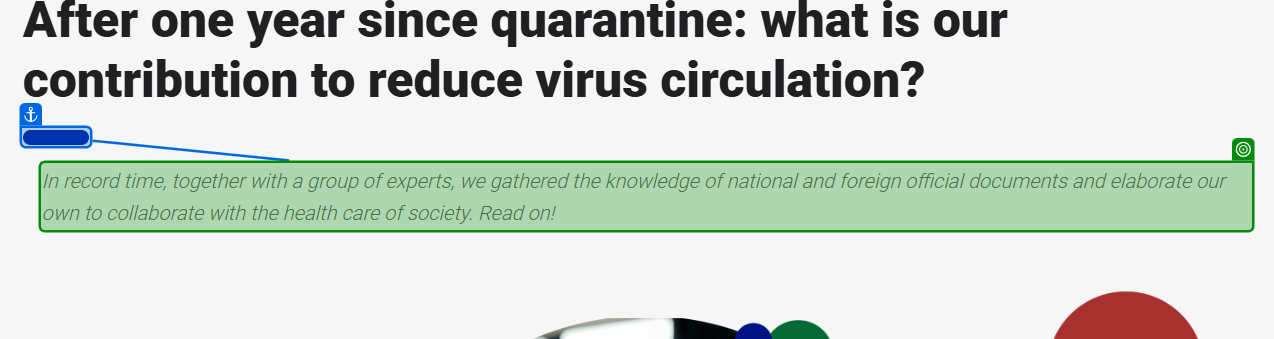 After one year since quarantine: what is our
contribution to reduce virus circulation?
In record time, together with a group of experts, we gathered the knowledge of national and foreign official documents and elaborate our
own to collaborate with the health care of society. Read on!